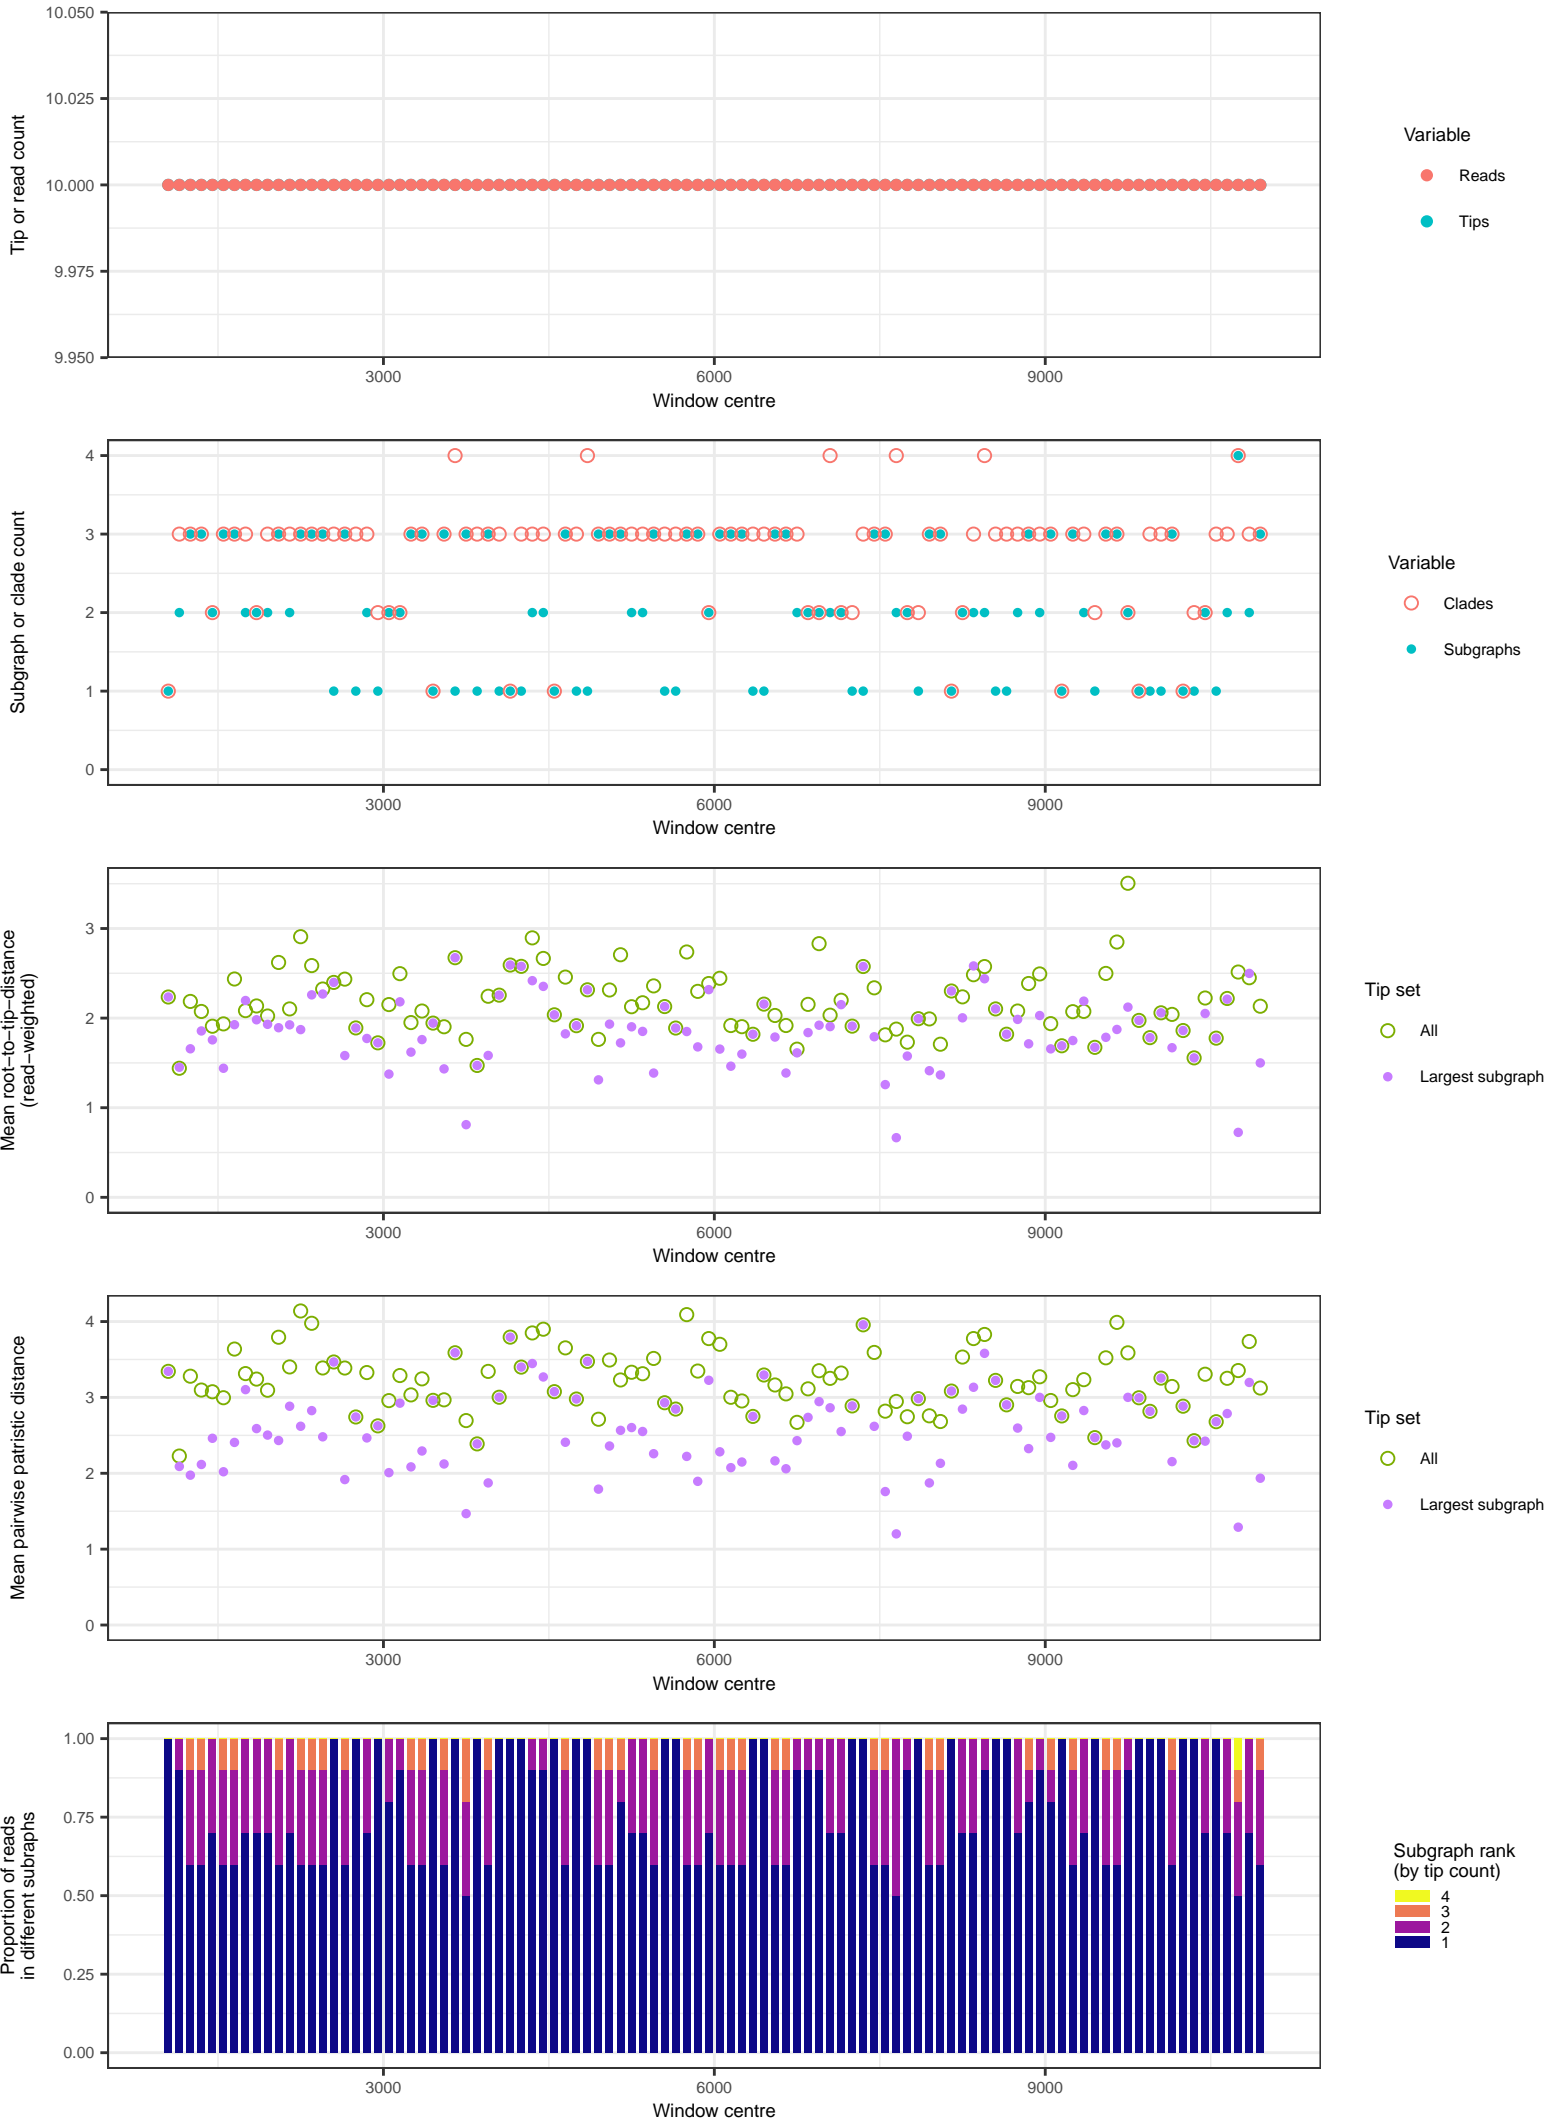 10.050
10.025
10.000
9.975
9.950
Tip or read count
3000
6000
9000
Window centre
Variable
Reads
Tips
4
3
2
1
0
Subgraph or clade count
3000
6000
9000
Window centre
Variable
Clades
Subgraphs
3
2
1
0
Mean root−to−tip−distance
(read−weighted)
3000
6000
9000
Window centre
Tip set
All
Largest subgraph
4
3
2
1
0
Mean pairwise patristic distance
3000
6000
9000
Window centre
Tip set
All
Largest subgraph
1.00
0.75
0.50
0.25
0.00
Proportion of reads
in different subraphs
3000
6000
9000
Window centre
Subgraph rank
(by tip count)
4
3
2
1